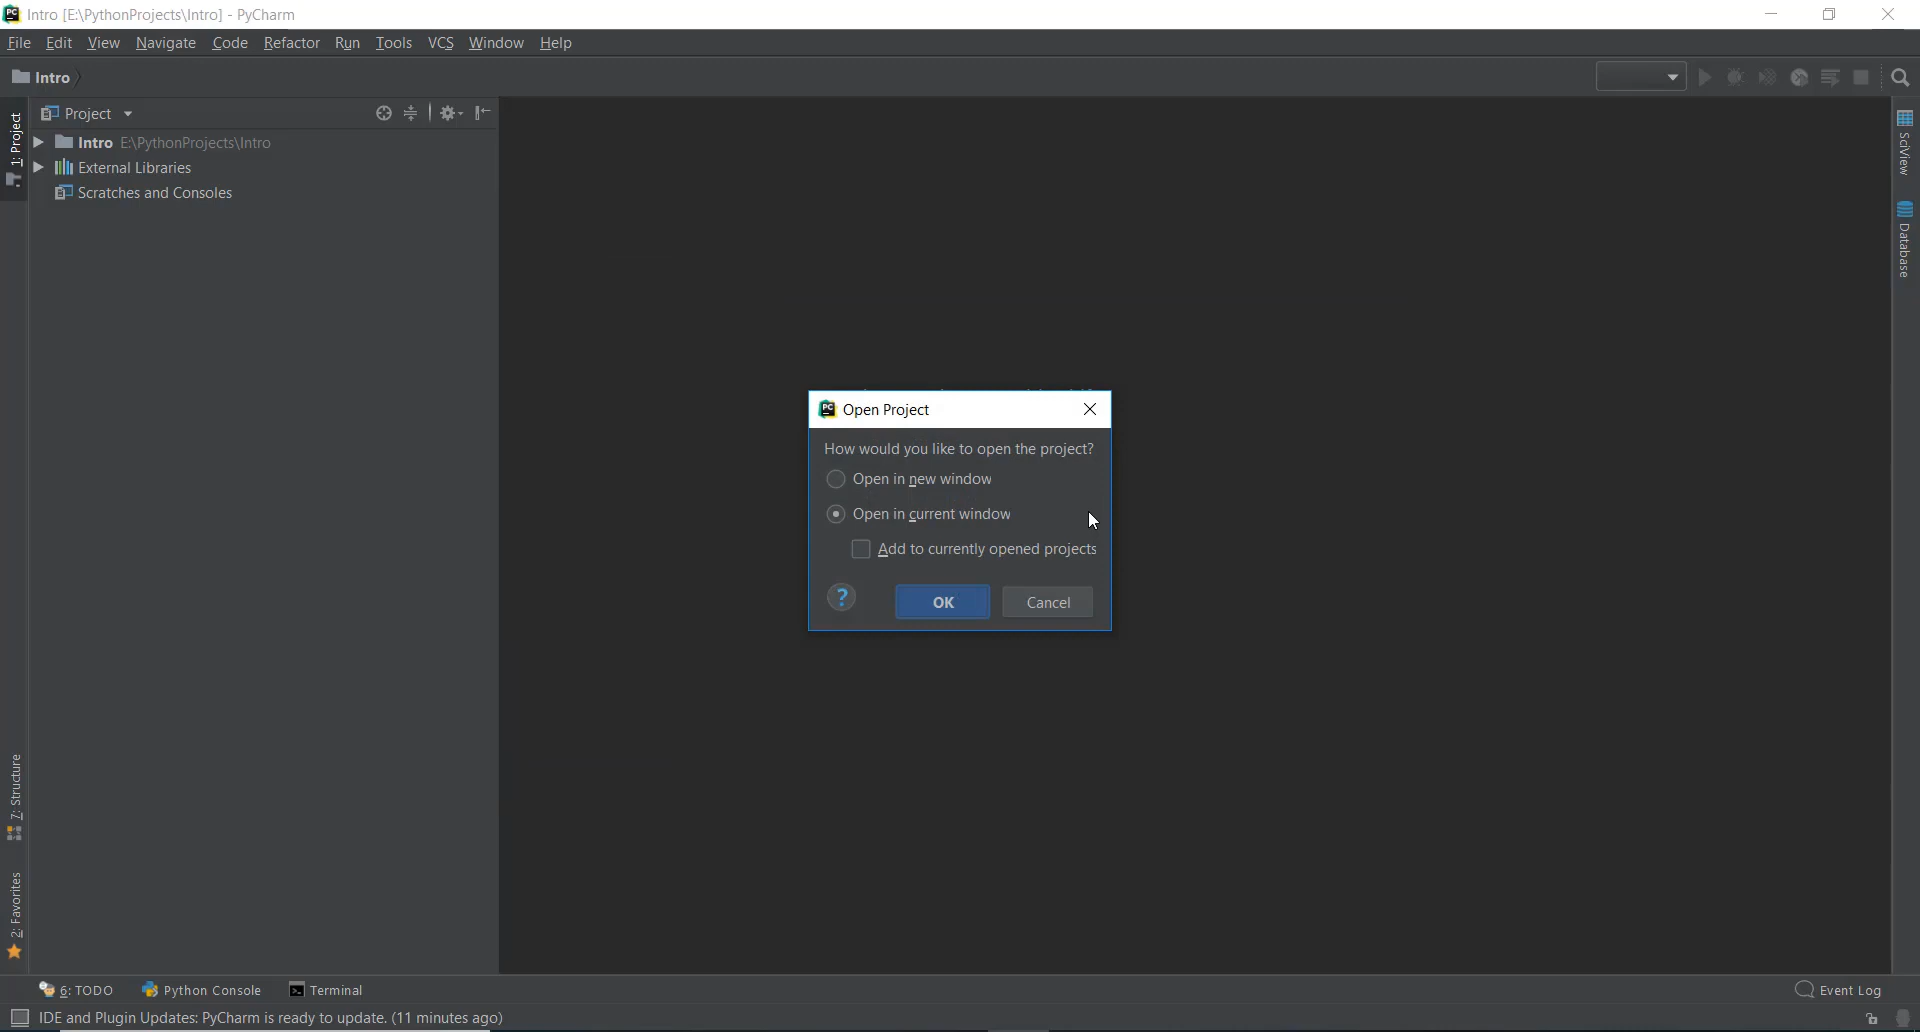 Intro [E:\PythonProjects\Intro] - PyCharm
File Edit View Navigate Code Refactor Run Tools VCS Window Help
Intro
1: Project
Project
Intro E:\PythonProjects\Intro
External Libraries
Scratches and Consoles
SciView
Database
Open Project
How would you like to open the project?
Open in new window
Open in current window
Add to currently opened projects
? OK Cancel
7: Structure
2: Favorites
6: TODO Python Console Terminal Event Log
IDE and Plugin Updates: PyCharm is ready to update. (11 minutes ago)